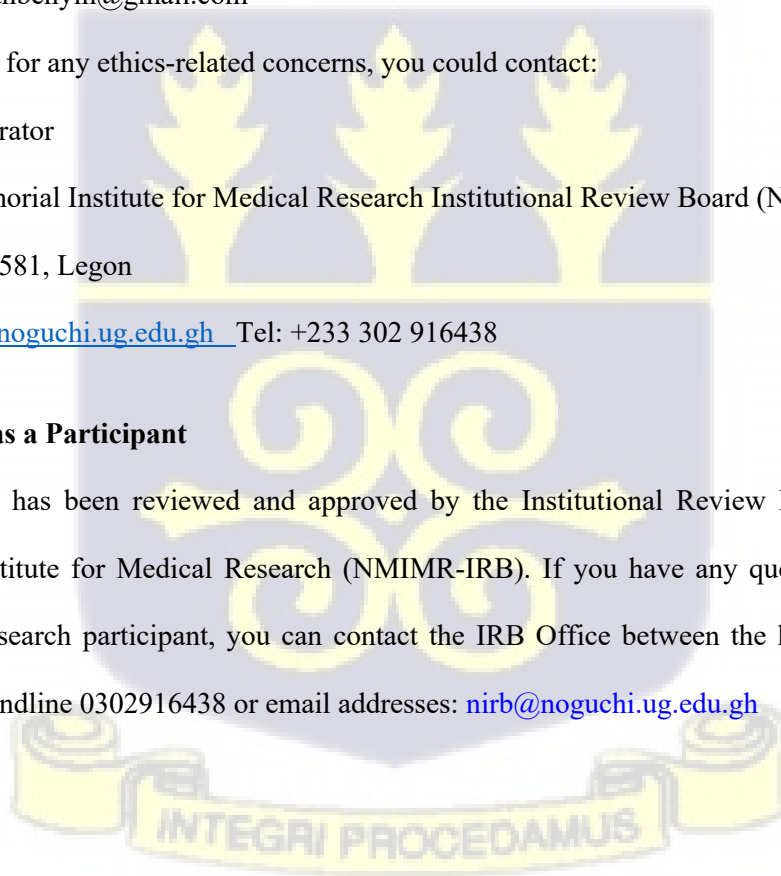 for any ethics-related concerns, you could contact:
rator
norial Institute for Medical Research Institutional Review Board (N
581, Legon
noguchi.ug.edu.gh Tel: +233 302 916438
as a Participant
has been reviewed and approved by the Institutional Review
titute for Medical Research (NMIMR-IRB). If you have any que
search participant, you can contact the IRB Office between the
ndline 0302916438 or email addresses: nirb@noguchi.ug.edu.gh
INTEGRI PROCEDAMUS